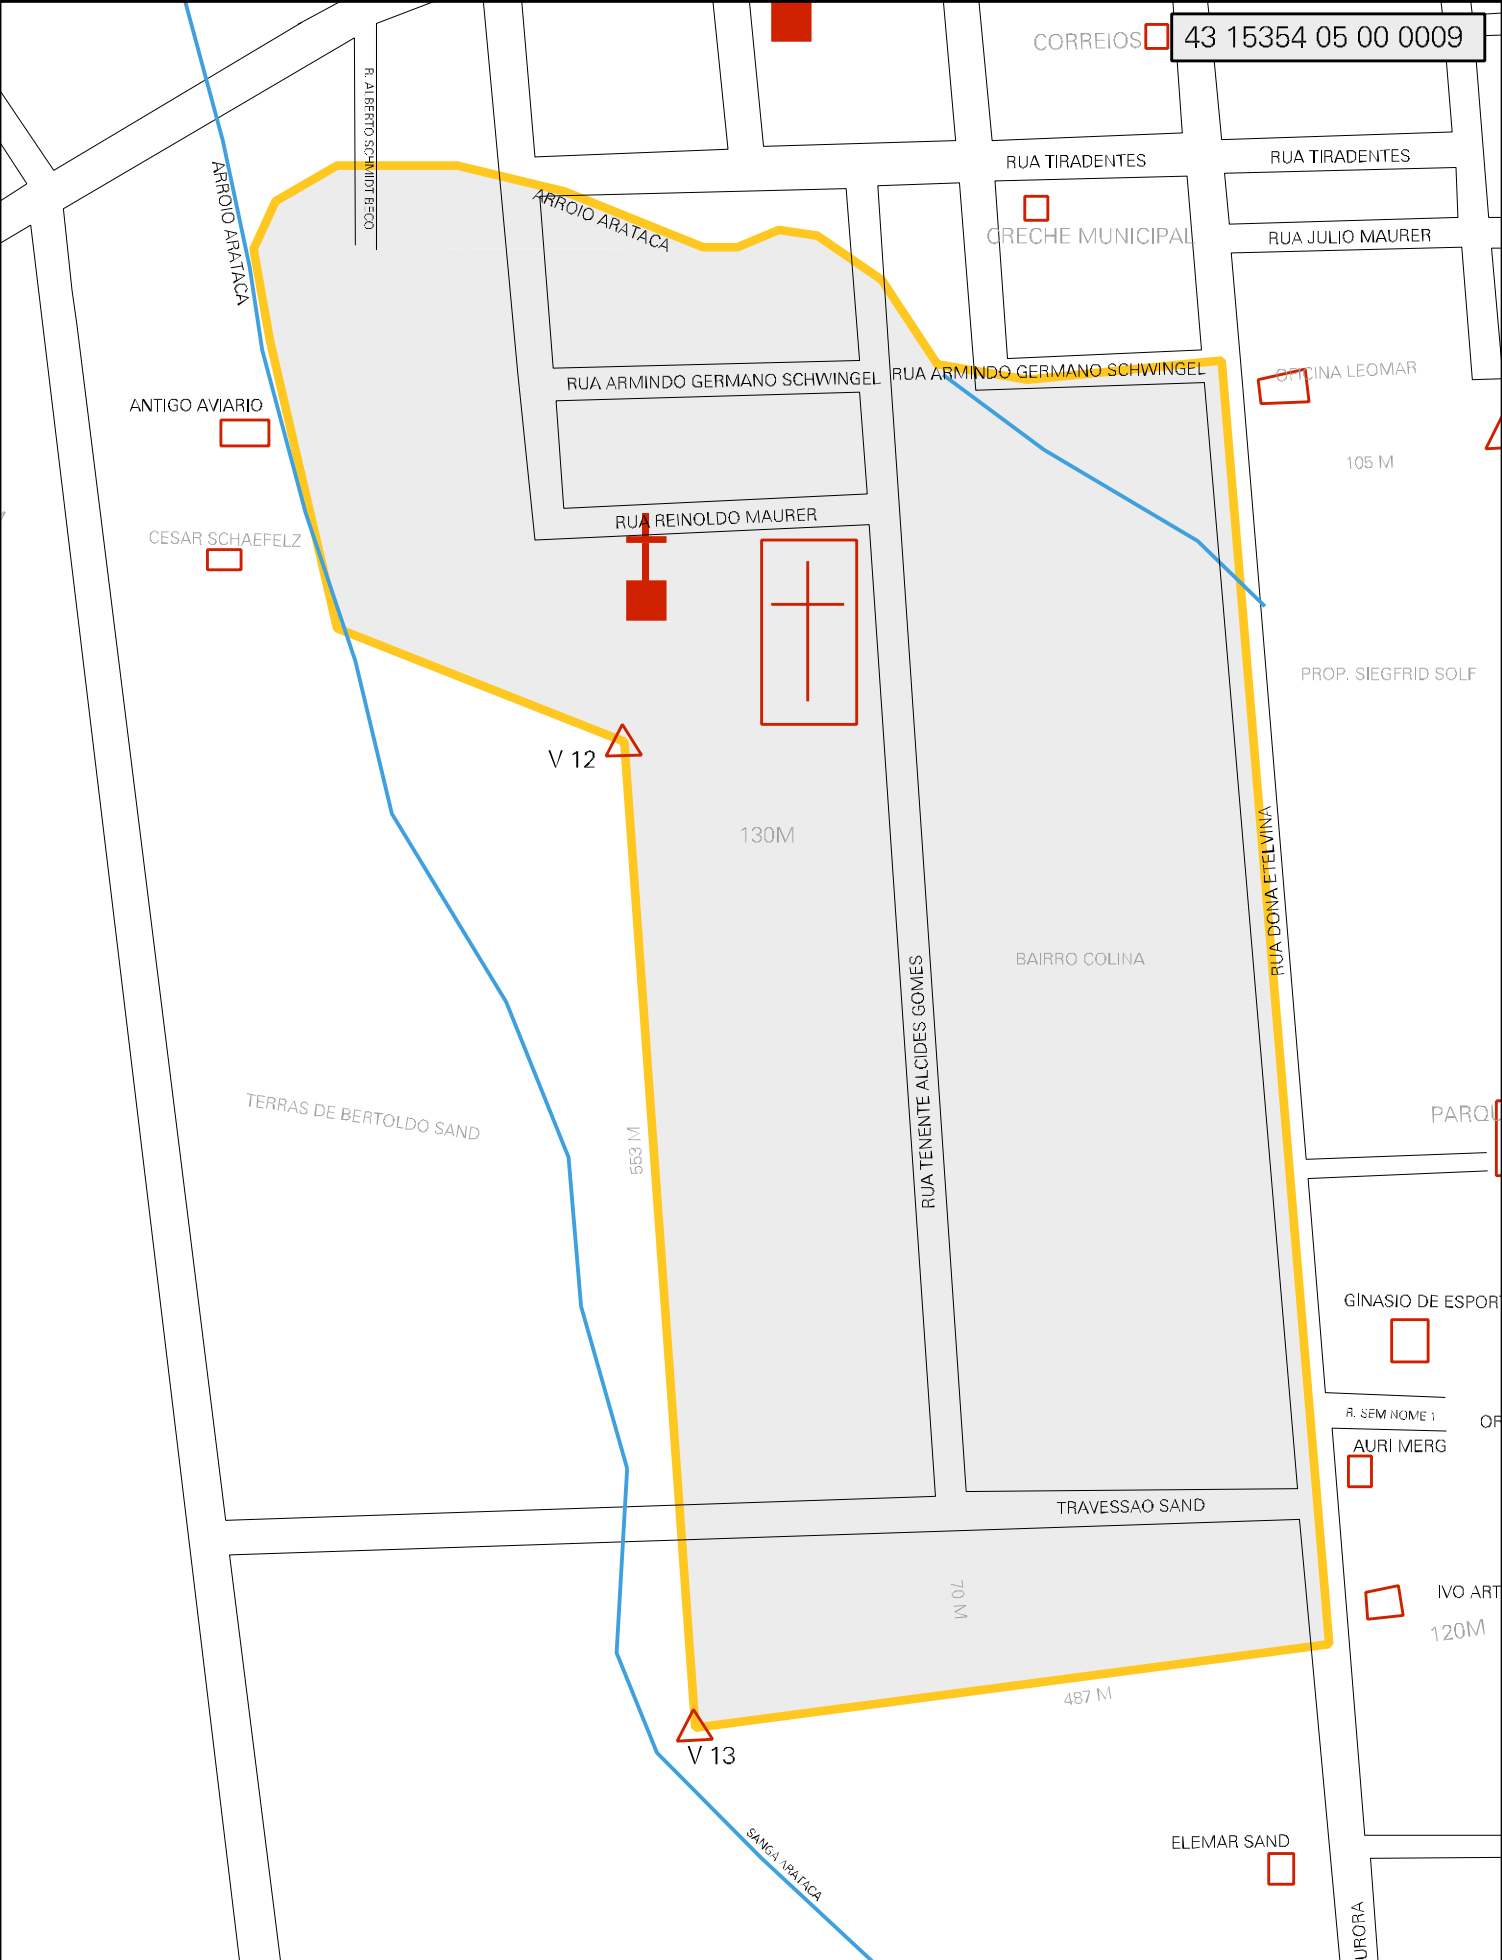 CORREIOS
43 15354 05 00 0009
R. ALBERTO SCHMIDT BECO
RUA TIRADENTES
RUA TIRADENTES
ARROIO ARATACA
ARROIO ARATACA
CRECHE MUNICIPAL
RUA JULIO MAURER
RUA ARMINDO GERMANO SCHWINGEL
RUA ARMINDO GERMANO SCHWINGEL
OFICINA LEOMAR
ANTIGO AVIARIO
105 M
RUA REINOLDO MAURER
CESAR SCHAEFELZ
PROP. SIEGFRID SOLF
V 12
130M
RUA DONA ETELVINA
BAIRRO COLINA
RUA TENENTE ALCIDES GOMES
TERRAS DE BERTOLDO SAND
553 M
PARQU
GINASIO DE ESPOR
R. SEM NOME 1
OR
AURI MERG
TRAVESSAO SAND
70 M
IVO ART
120M
487 M
V 13
SANGA ARATACA
ELEMAR SAND
URORA